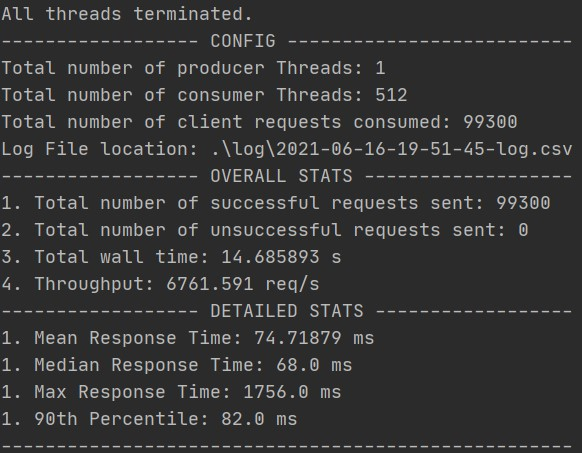 All threads terminated.
------------------ CONFIG --------------------------
Total number of producer Threads: 1
Total number of consumer Threads: 512
Total number of client requests consumed: 99300
Log File location: .\log\2021-06-16-19-51-45-log.csv
------------------ OVERALL STATS -------------------
1. Total number of successful requests sent: 99300
2. Total number of unsuccessful requests sent: 0
3. Total wall time: 14.685893 s
4. Throughput: 6761.591 req/s
------------------ DETAILED STATS ------------------
1. Mean Response Time: 74.71879 ms
1. Median Response Time: 68.0 ms
1. Max Response Time: 1756.0 ms
1. 90th Percentile: 82.0 ms
----------------------------------------------------